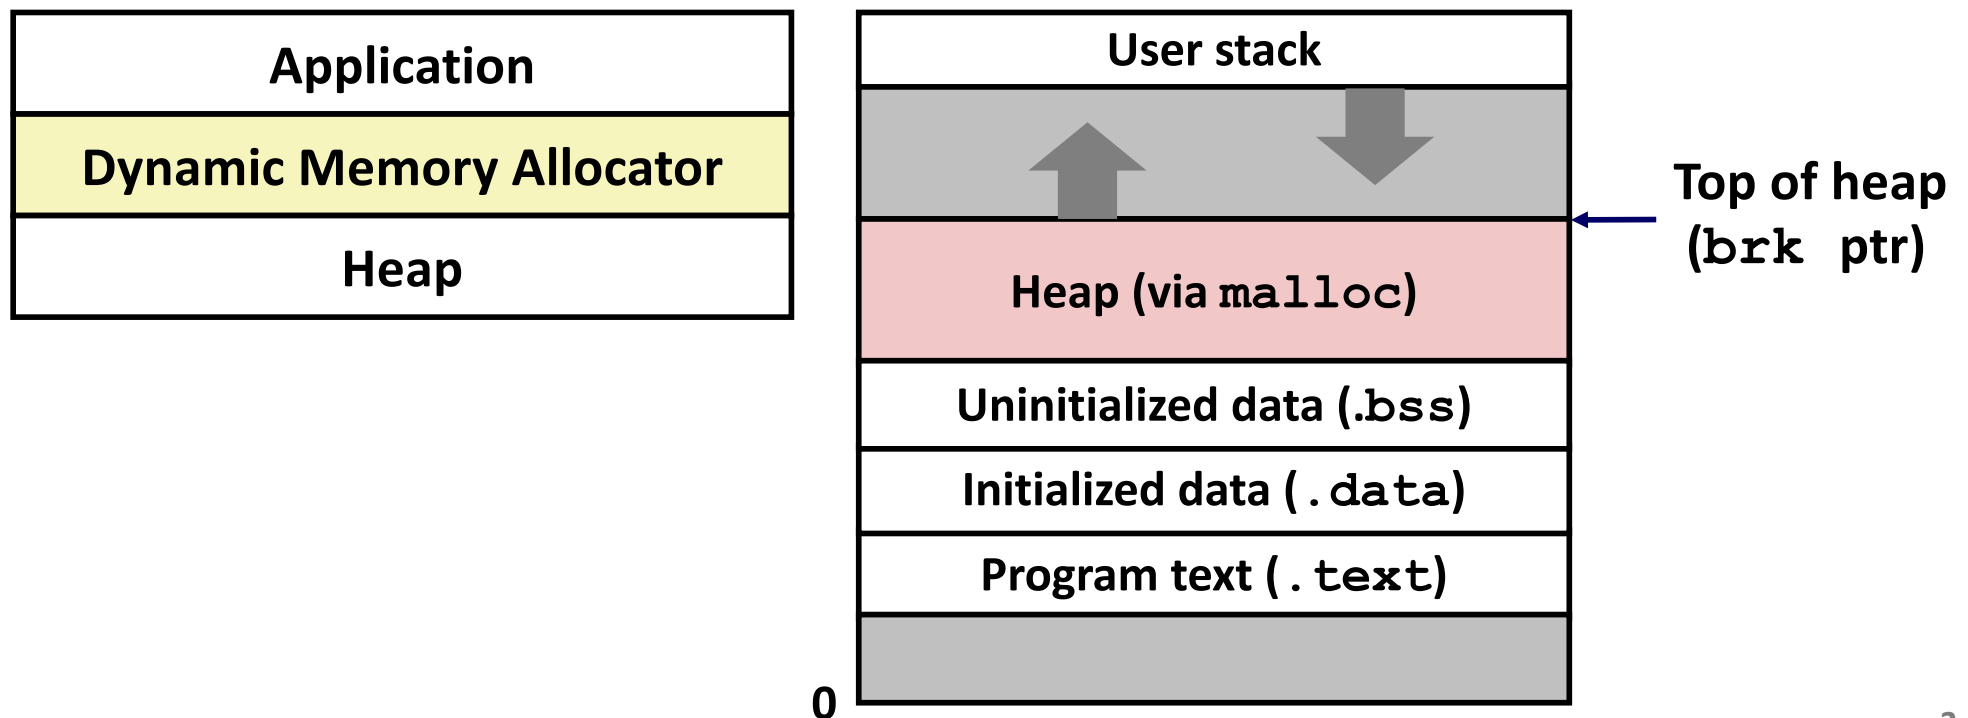 Application
Dynamic Memory Allocator
Heap
User stack
Top of heap
(brk ptr)
Heap (via malloc)
Uninitialized data (.bss)
Initialized data (.data)
Program text (.text)
0